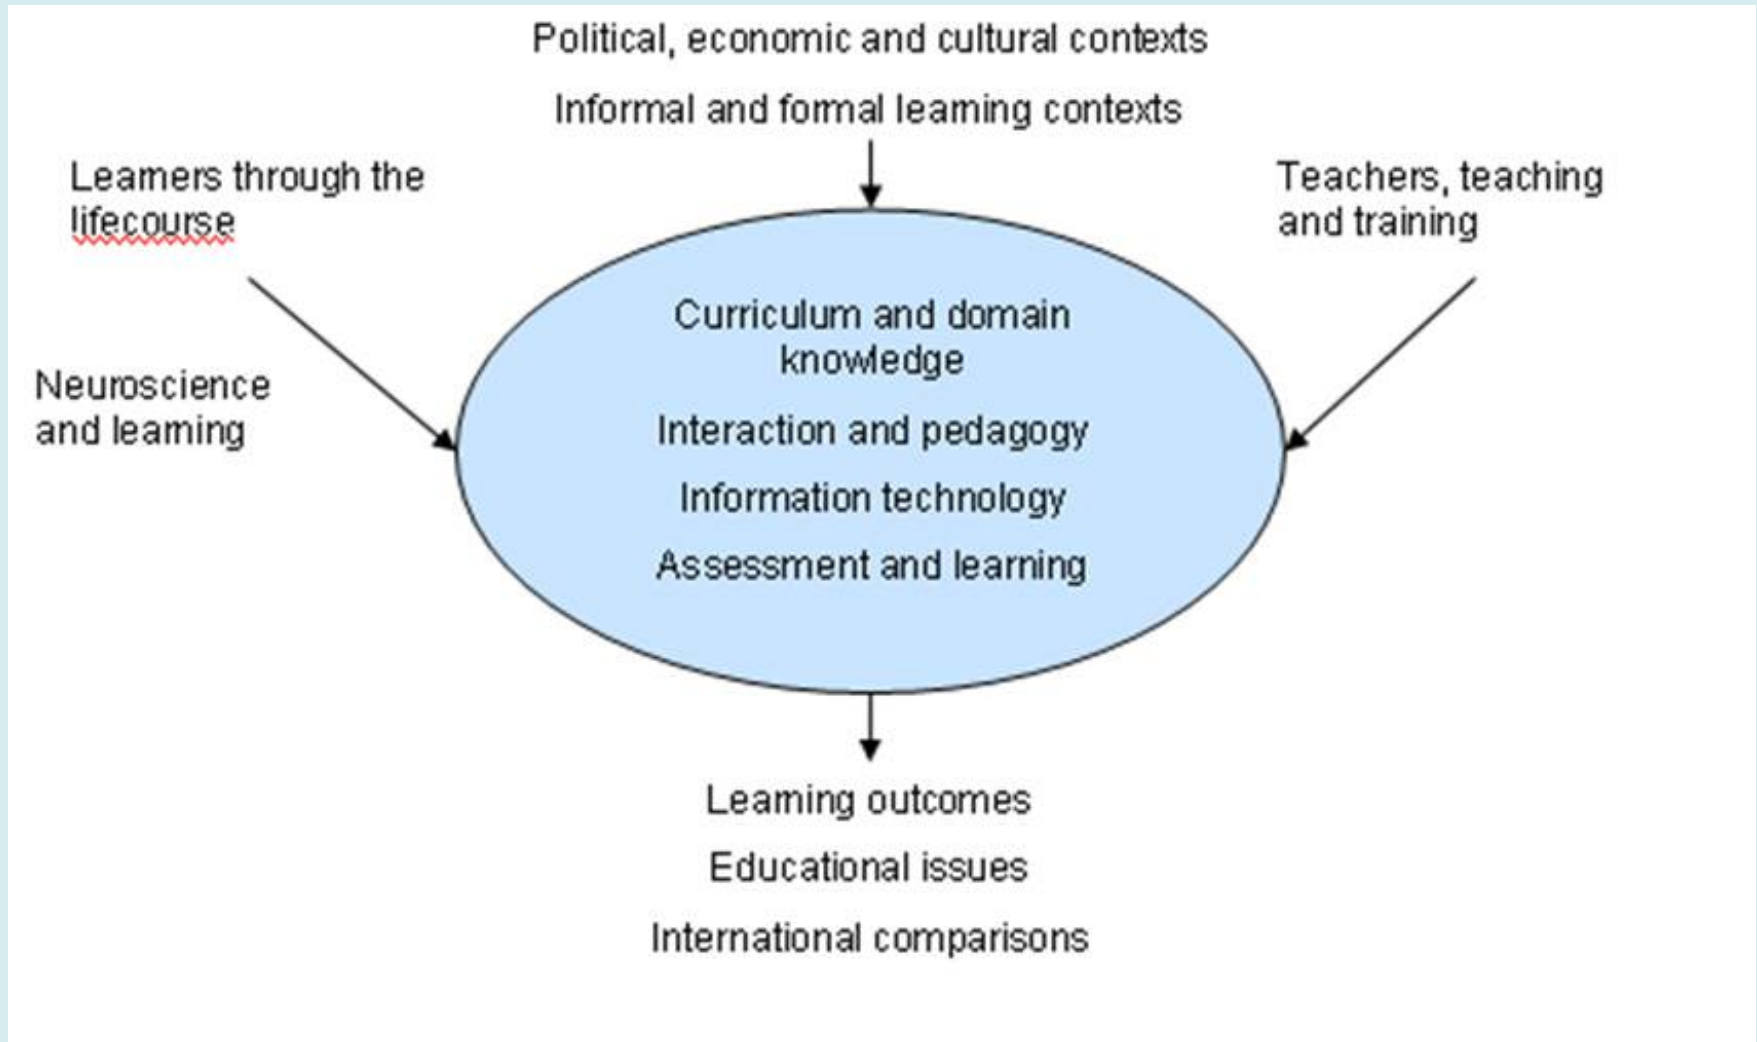 Political, economic and cultural contexts
Informal and formal learning contexts
Learners through the
lifecourse
Teachers, teaching
and training
Neuroscience
and learning
Curriculum and domain
knowledge
Interaction and pedagogy
Information technology
Assessment and learning
Learning outcomes
Educational issues
International comparisons